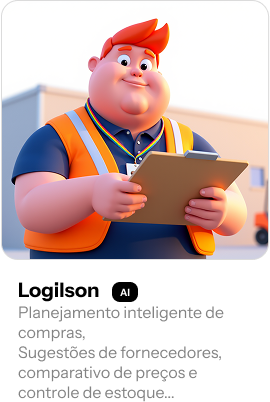 Logilson AI
Planejamento inteligente de
compras,
Sugestões de fornecedores,
comparativo de preços e
controle de estoque...